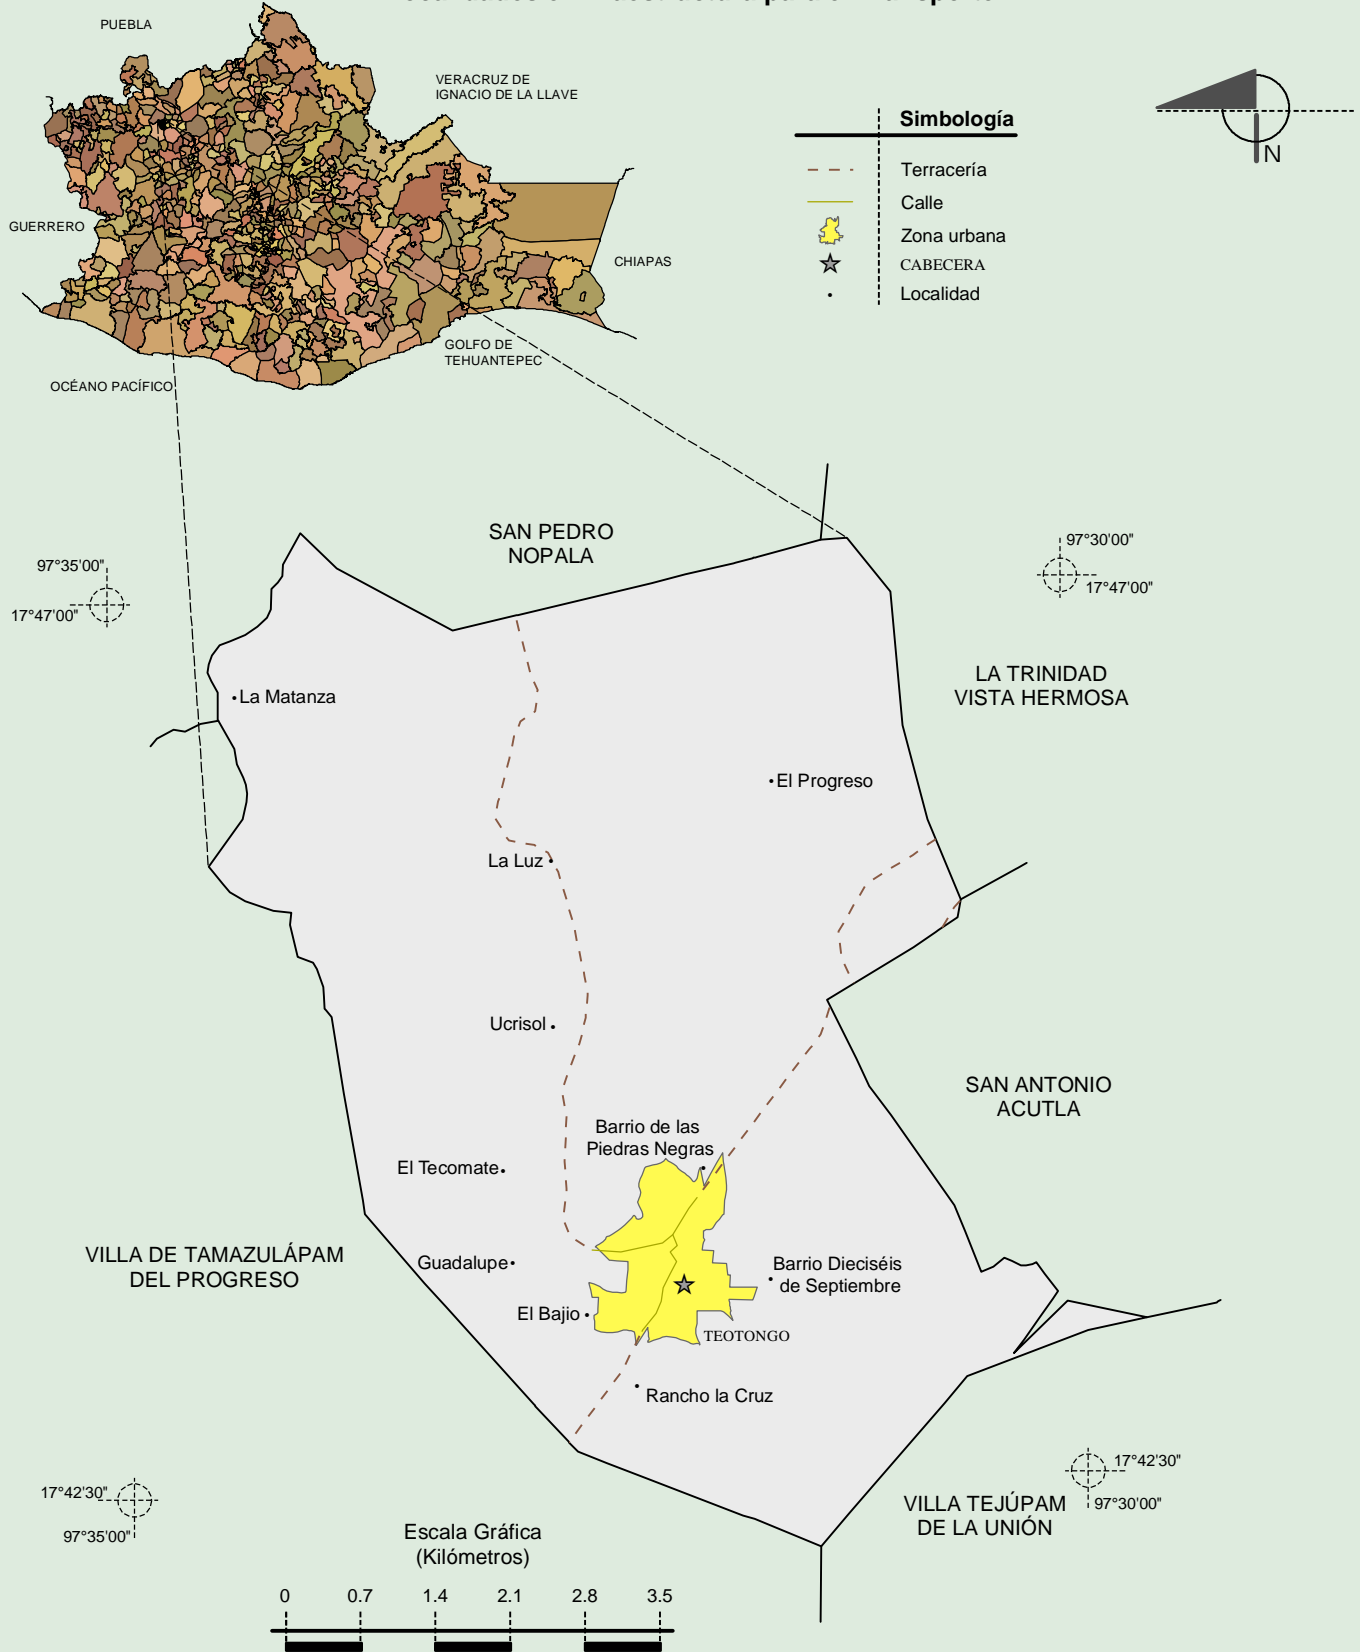 PUEBLA
VERACRUZ DE
IGNACIO DE LA LLAVE
GUERRERO
CHIAPAS
GOLFO DE
TEHUANTEPEC
OCÉANO PACÍFICO
Simbología
Terracería
Calle
Zona urbana
CABECERA
Localidad
N
SAN PEDRO
NOPALA
97°35'00"
17°47'00"
97°30'00"
17°47'00"
LA TRINIDAD
VISTA HERMOSA
La Matanza
El Progreso
La Luz
Ucrisol
SAN ANTONIO
ACUTLA
Barrio de las
Piedras Negras
El Tecomate
VILLA DE TAMAZULÁPAM
DEL PROGRESO
Guadalupe
Barrio Dieciséis
de Septiembre
El Bajio
TEOTONGO
Rancho la Cruz
17°42'30"
97°35'00"
17°42'30"
97°30'00"
VILLA TEJÚPAM
DE LA UNIÓN
Escala Gráfica
(Kilómetros)
0 0.7 1.4 2.1 2.8 3.5